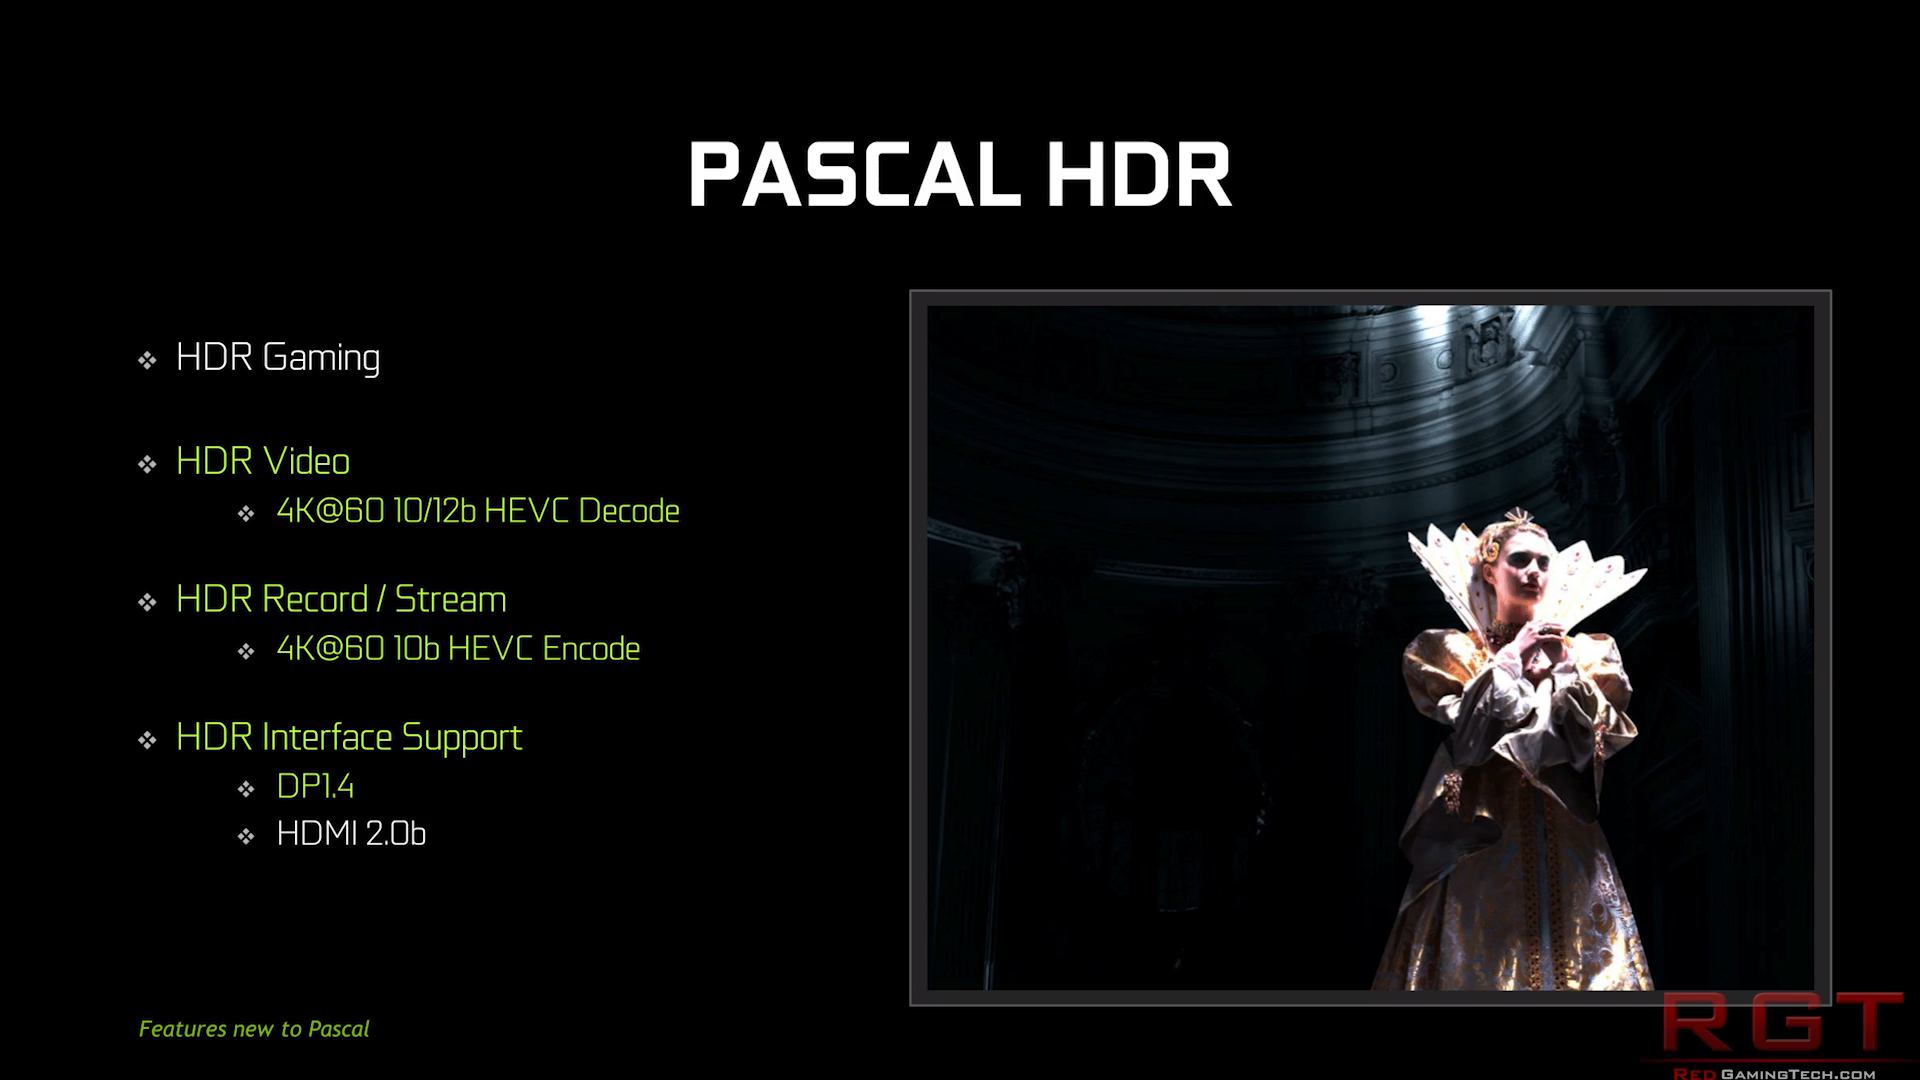 PASCAL HDR
HDR Gaming
HDR Video
4K@60 10/12b HEVC Decode
HDR Record / Stream
4K@60 10b HEVC Encode
HDR Interface Support
DP1.4
HDMI 2.0b
Features new to Pascal
RGT
RedGamingTech.com